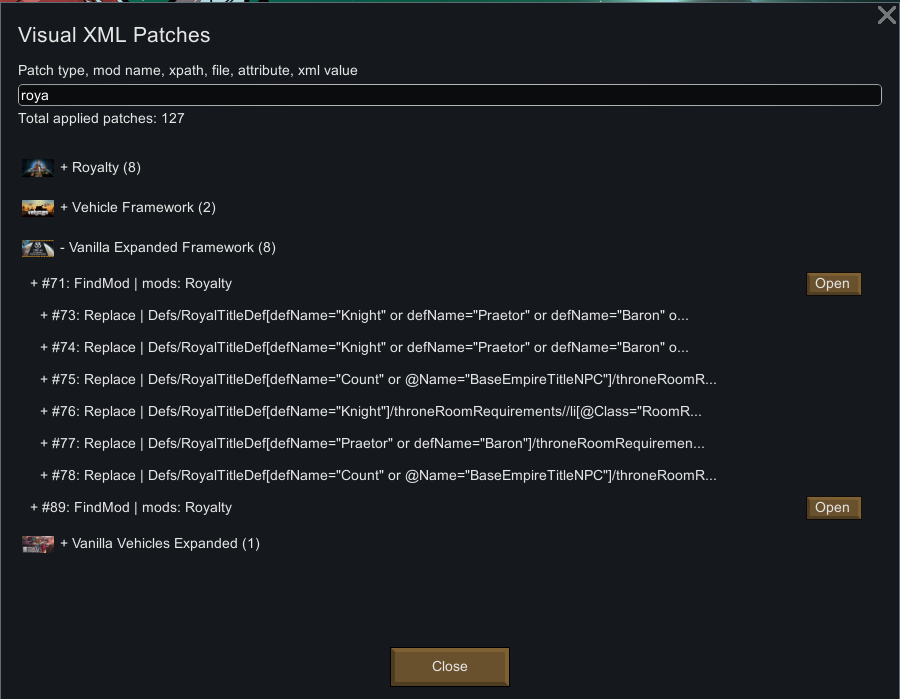 Visual XML Patches
Patch type, mod name, xpath, file, attribute, xml value
roya
Total applied patches: 127
+ Royalty (8)
+ Vehicle Framework (2)
- Vanilla Expanded Framework (8)
+ #71: FindMod | mods: Royalty Open
+ #73: Replace | Defs/RoyalTitleDef[defName="Knight" or defName="Praetor" or defName="Baron" o...
+ #74: Replace | Defs/RoyalTitleDef[defName="Knight" or defName="Praetor" or defName="Baron" o...
+ #75: Replace | Defs/RoyalTitleDef[defName="Count" or @Name="BaseEmpireTitleNPC"]/throneRoomR...
+ #76: Replace | Defs/RoyalTitleDef[defName="Knight"]/throneRoomRequirements//li[@Class="RoomR...
+ #77: Replace | Defs/RoyalTitleDef[defName="Praetor" or defName="Baron"]/throneRoomRequiremen...
+ #78: Replace | Defs/RoyalTitleDef[defName="Count" or @Name="BaseEmpireTitleNPC"]/throneRoomR...
+ #89: FindMod | mods: Royalty Open
+ Vanilla Vehicles Expanded (1)
Close